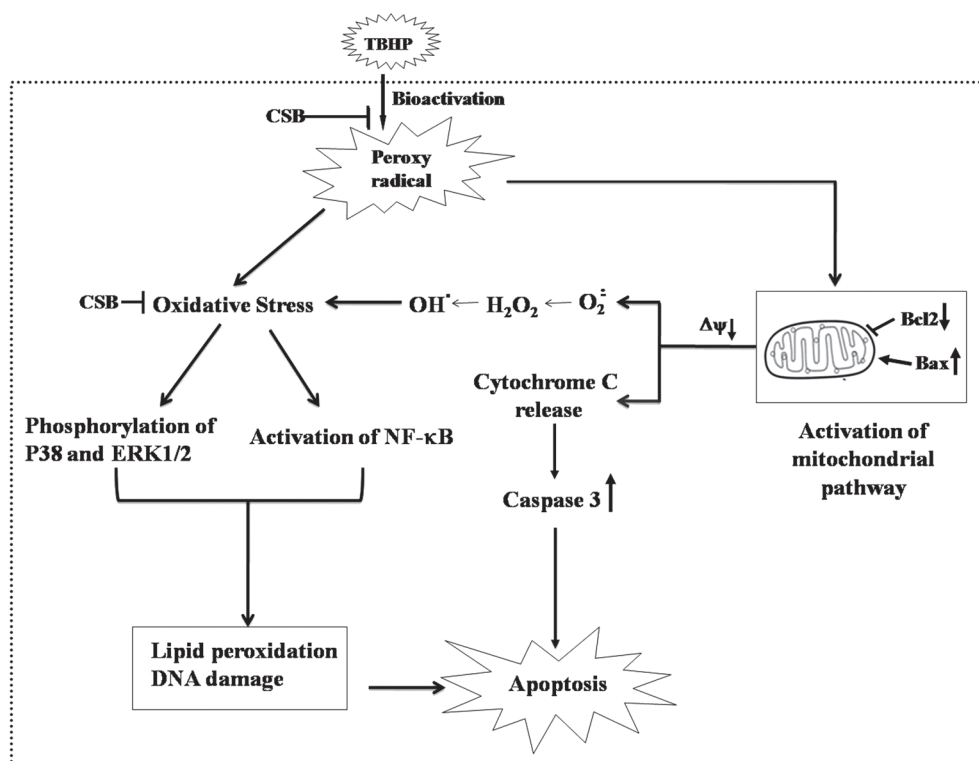 TBHP
Bioactivation
CSB
Peroxy
radical
CSB
Oxidative Stress
OH˙
H₂O₂
O₂∸
Δψ
Bcl2
Bax
Cytochrome C
release
Activation of
mitochondrial
pathway
Phosphorylation of
P38 and ERK1/2
Activation of NF-κB
Caspase 3
Lipid peroxidation
DNA damage
Apoptosis